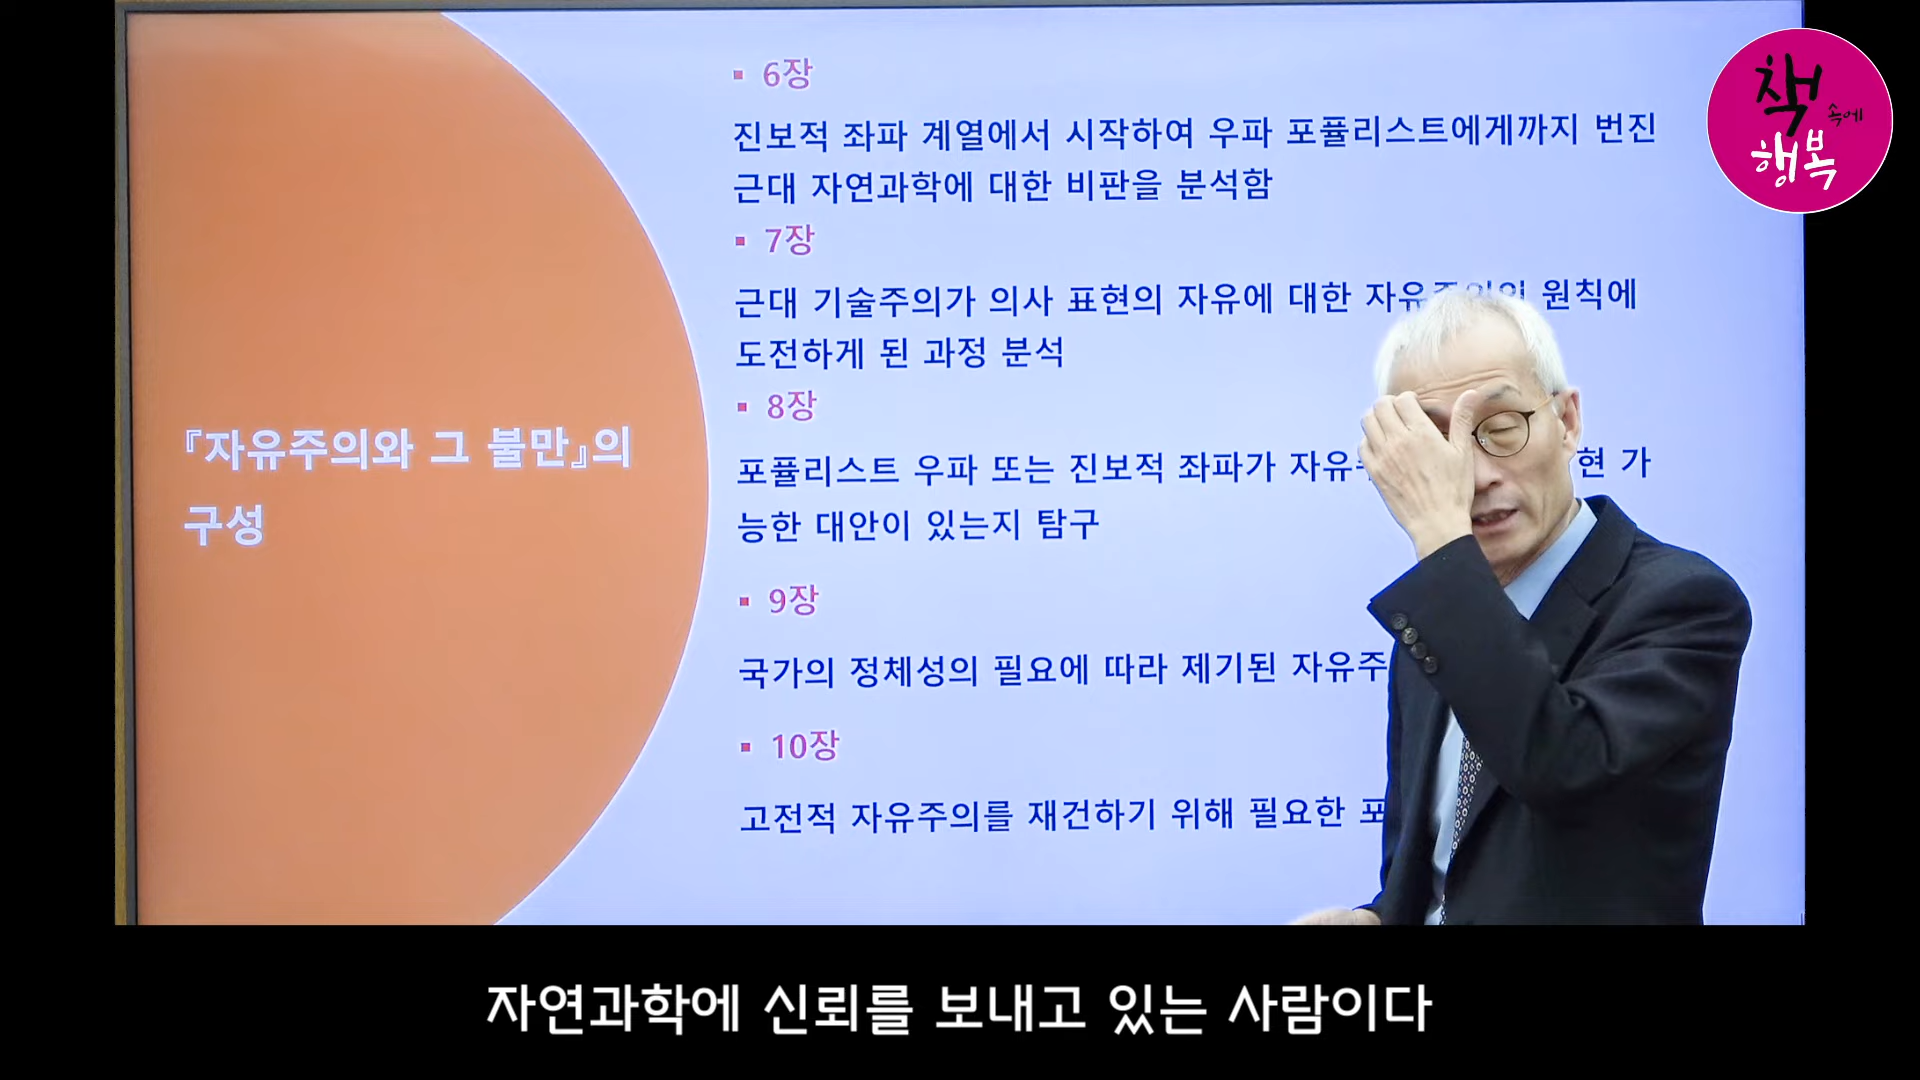 『자유주의와 그 불만』의
구성
▪ 6장
진보적 좌파 계열에서 시작하여 우파 포퓰리스트에게까지 번진
근대 자연과학에 대한 비판을 분석함
▪ 7장
근대 기술주의가 의사 표현의 자유에 대한 원칙에
도전하게 된 과정 분석
▪ 8장
포퓰리스트 우파 또는 진보적 좌파가 현 가
능한 대안이 있는지 탐구
▪ 9장
국가의 정체성의 필요에 따라 제기된
▪ 10장
고전적 자유주의를 재건하기 위해 필요한
책
속에
행복
자연과학에 신뢰를 보내고 있는 사람이다